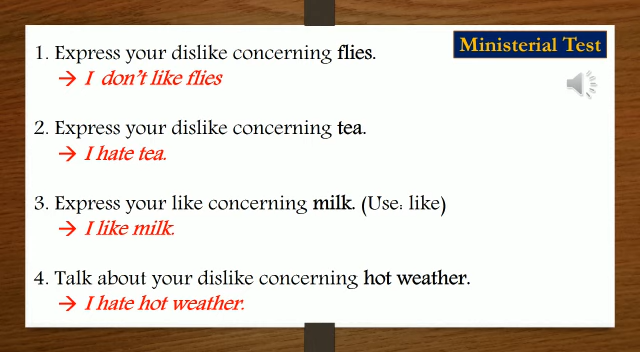 Ministerial Test
1. Express your dislike concerning flies.
→ I don't like flies
2. Express your dislike concerning tea.
→ I hate tea.
3. Express your like concerning milk. (Use: like)
→ I like milk.
4. Talk about your dislike concerning hot weather.
→ I hate hot weather.